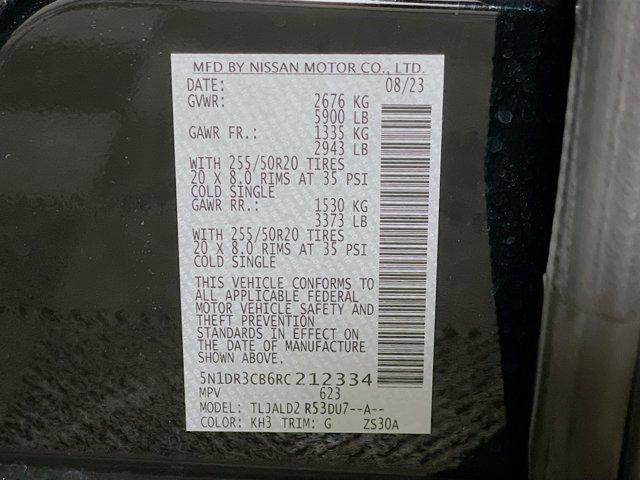 MFD BY NISSAN MOTOR CO., LTD.
DATE: 08/23
GVWR: 2676 KG
5900 LB
GAWR FR.: 1335 KG
2943 LB
WITH 255/50R20 TIRES
20 X 8.0 RIMS AT 35 PSI
COLD SINGLE
GAWR RR.: 1530 KG
3373 LB
WITH 255/50R20 TIRES
20 X 8.0 RIMS AT 35 PSI
COLD SINGLE
THIS VEHICLE CONFORMS TO
ALL APPLICABLE FEDERAL
MOTOR VEHICLE SAFETY AND
THEFT PREVENTION
STANDARDS IN EFFECT ON
THE DATE OF MANUFACTURE
SHOWN ABOVE.
5N1DR3CB6RC212334
MPV 623
MODEL: TLJALD2 R53DU7--A--
COLOR: KH3 TRIM: G ZS30A